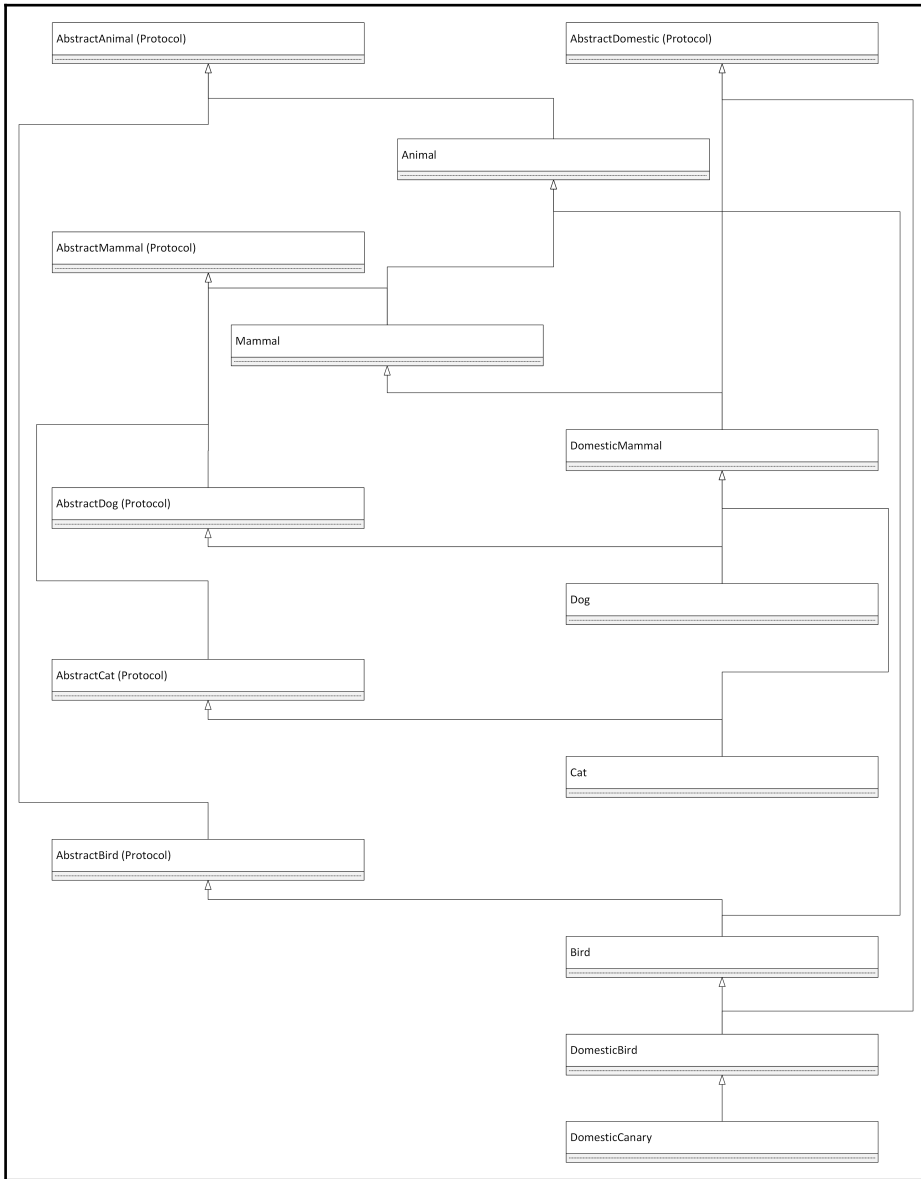 AbstractAnimal (Protocol)
AbstractDomestic (Protocol)
Animal
AbstractMammal (Protocol)
Mammal
DomesticMammal
AbstractDog (Protocol)
Dog
AbstractCat (Protocol)
Cat
AbstractBird (Protocol)
Bird
DomesticBird
DomesticCanary